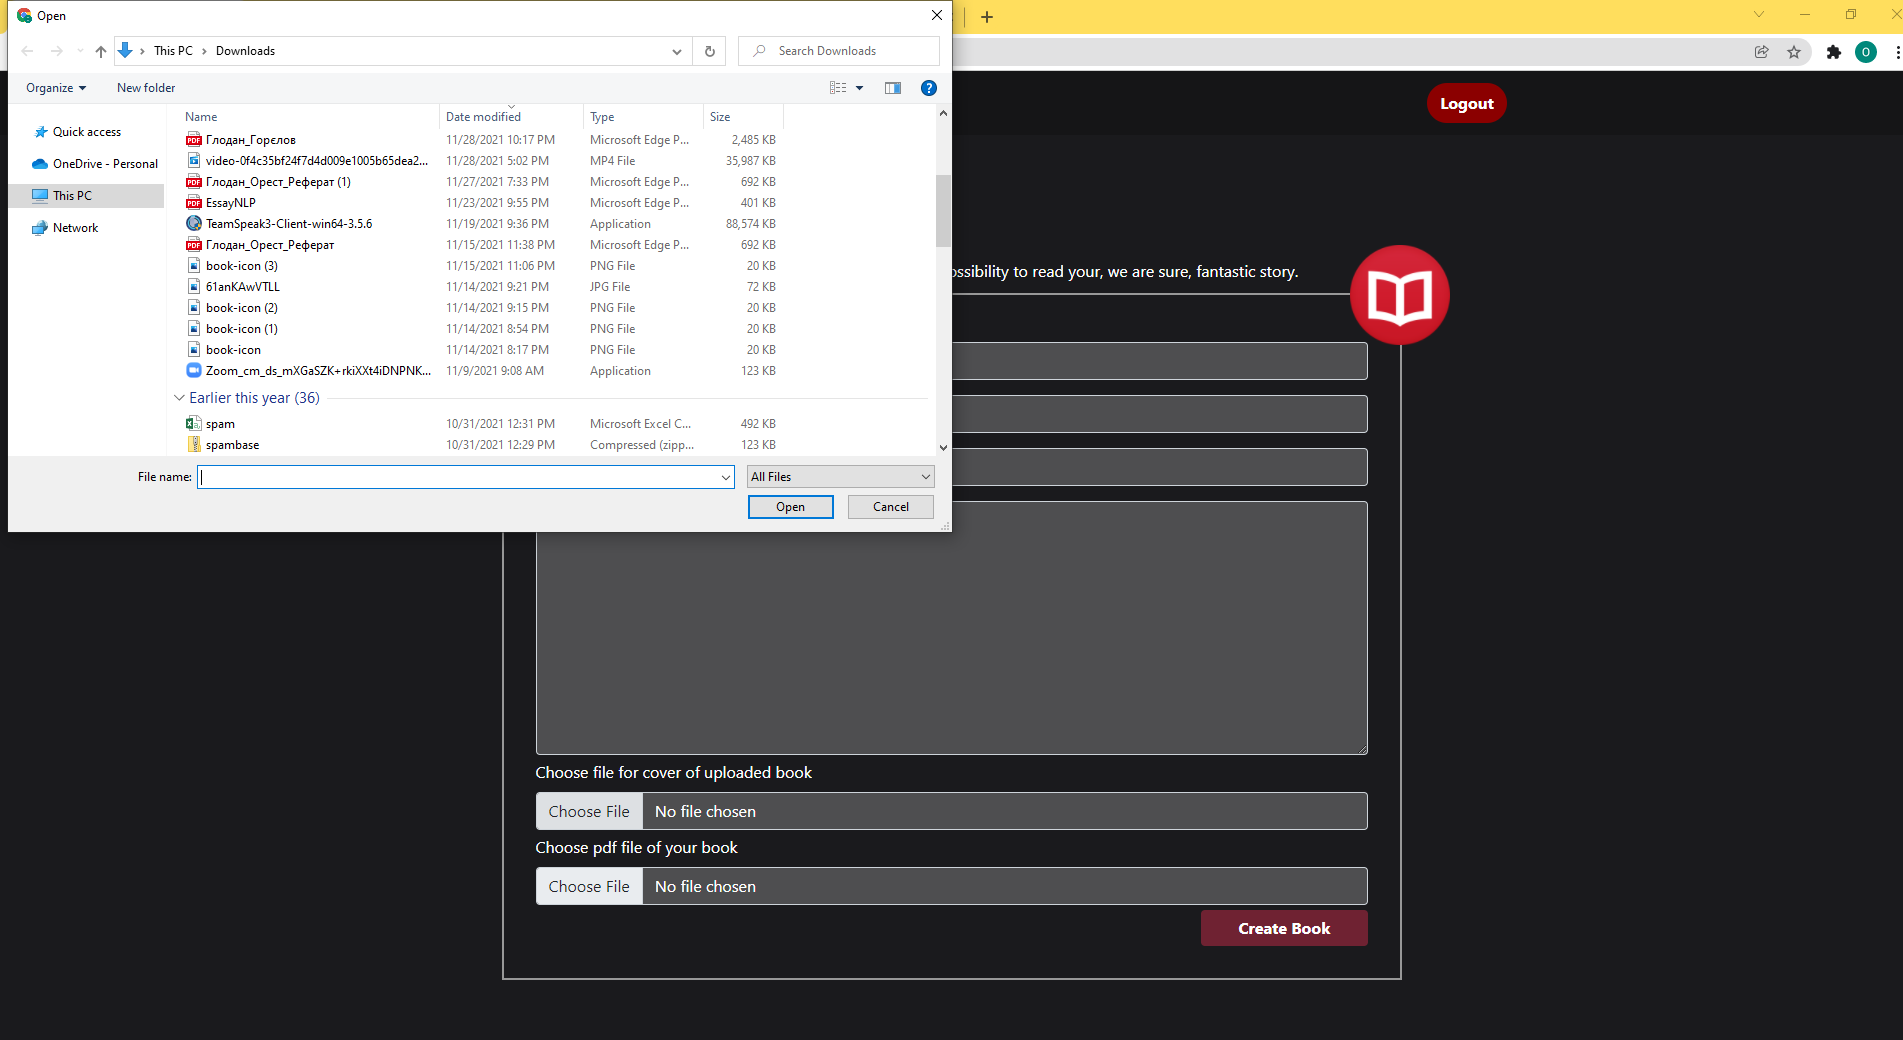 Open
This PC > Downloads
Search Downloads
Organize
New folder
Quick access
OneDrive - Personal
This PC
Network
Name Date modified Type Size
Глодан_Горєлов 11/28/2021 10:17 PM Microsoft Edge P... 2,485 KB
video-0f4c35bf24f7d4d009e1005b65dea2... 11/28/2021 5:02 PM MP4 File 35,987 KB
Глодан_Орест_Реферат (1) 11/27/2021 7:33 PM Microsoft Edge P... 692 KB
EssayNLP 11/23/2021 9:55 PM Microsoft Edge P... 401 KB
TeamSpeak3-Client-win64-3.5.6 11/19/2021 9:36 PM Application 88,574 KB
Глодан_Орест_Реферат 11/15/2021 11:38 PM Microsoft Edge P... 692 KB
book-icon (3) 11/15/2021 11:06 PM PNG File 20 KB
61anKAwVTLL 11/14/2021 9:21 PM JPG File 72 KB
book-icon (2) 11/14/2021 9:15 PM PNG File 20 KB
book-icon (1) 11/14/2021 8:54 PM PNG File 20 KB
book-icon 11/14/2021 8:17 PM PNG File 20 KB
Zoom_cm_ds_mXGaSZK+rkiXXt4iDNPNK... 11/9/2021 9:08 AM Application 123 KB
Earlier this year (36)
spam 10/31/2021 12:31 PM Microsoft Excel C... 492 KB
spambase 10/31/2021 12:29 PM Compressed (zipp... 123 KB
File name:
All Files
Open
Cancel
O
Logout
ossibility to read your, we are sure, fantastic story.
Choose file for cover of uploaded book
Choose File No file chosen
Choose pdf file of your book
Choose File No file chosen
Create Book